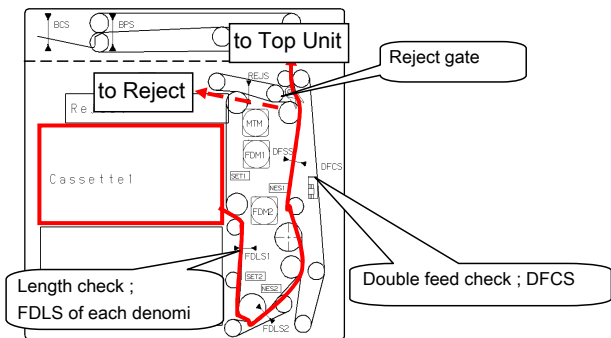 BCS
BPS
to Top Unit
Reject gate
REJS
to Reject
MTM
FDM1
DFSS
DFCS
SET1
NES1
Cassette1
FDM2
FDLS1
Length check ;
FDLS of each denomi
SET2
NES2
FDLS2
Double feed check ; DFCS